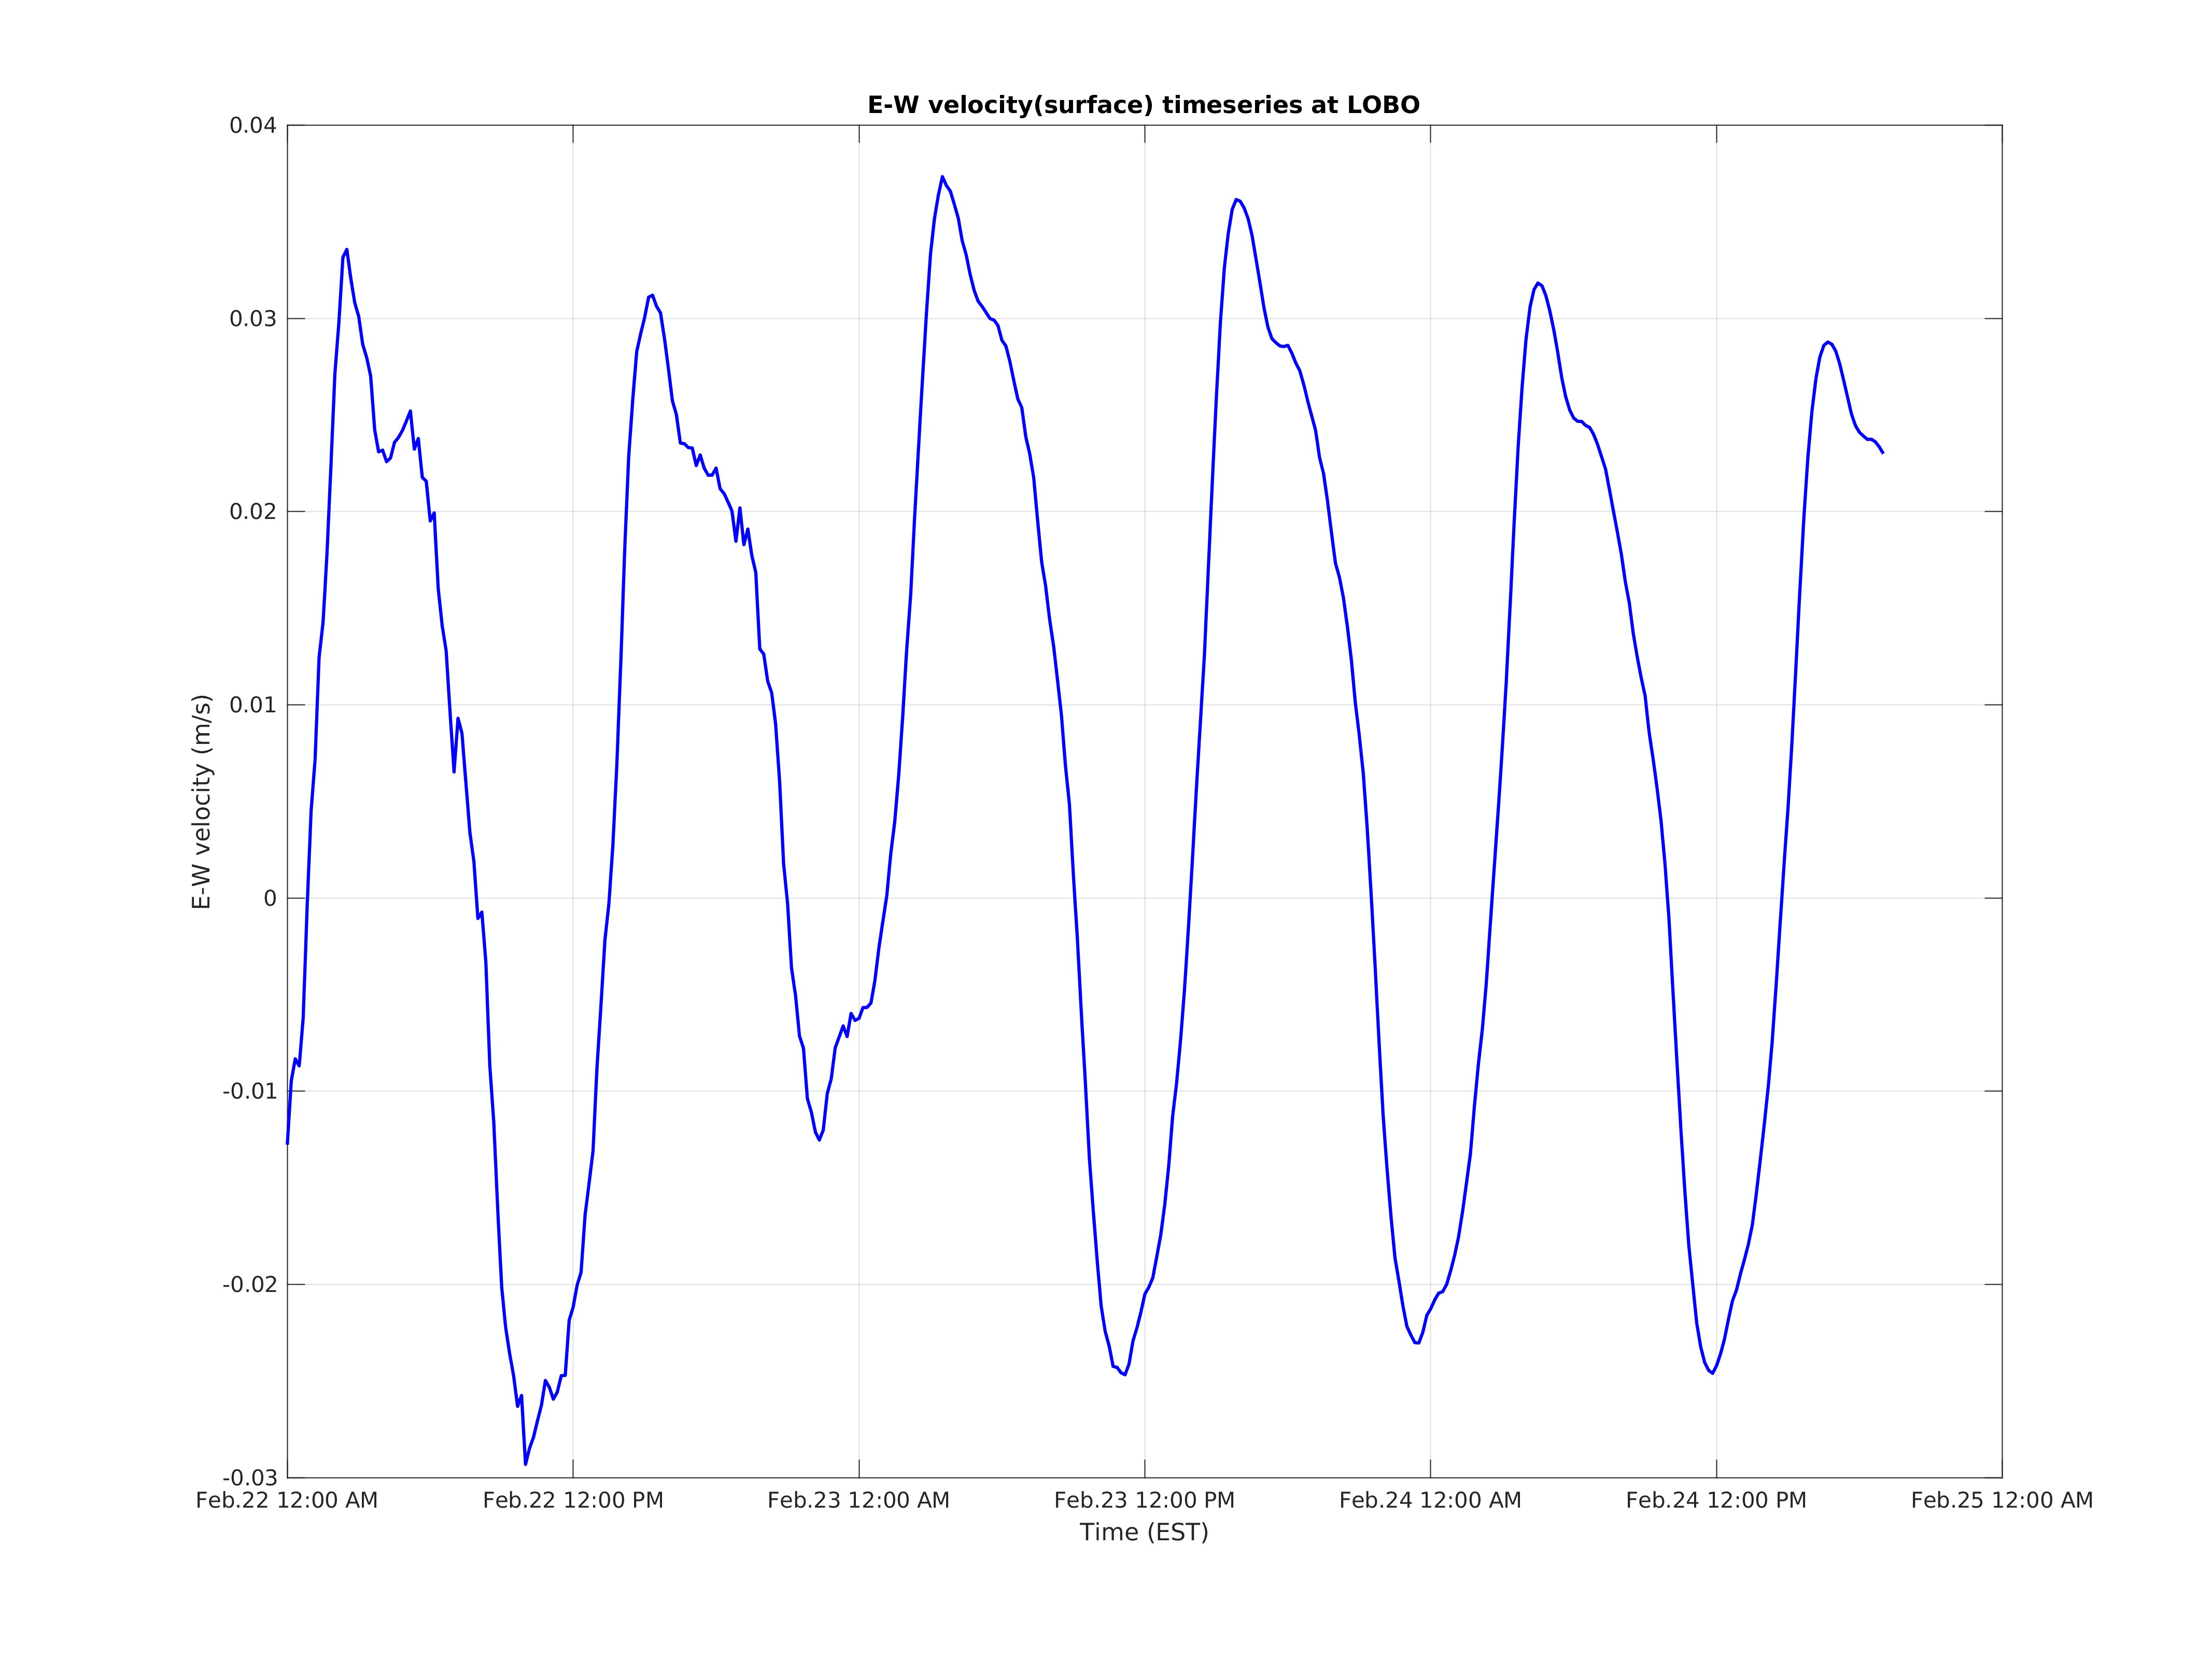 E-W velocity(surface) timeseries at LOBO
0.04
0.03
0.02
0.01
0
-0.01
-0.02
-0.03
E-W velocity (m/s)
Feb.22 12:00 AM
Feb.22 12:00 PM
Feb.23 12:00 AM
Feb.23 12:00 PM
Feb.24 12:00 AM
Feb.24 12:00 PM
Feb.25 12:00 AM
Time (EST)